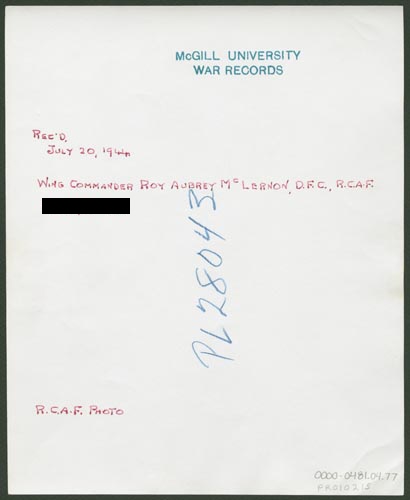 McGILL UNIVERSITY
WAR RECORDS
REC'D.
JULY 20, 1944
WING COMMANDER ROY AUBREY McLERNON, D.F.C., R.C.A.F.
PL28043
R.C.A.F. PHOTO
0000-0481.04.77
PR010215